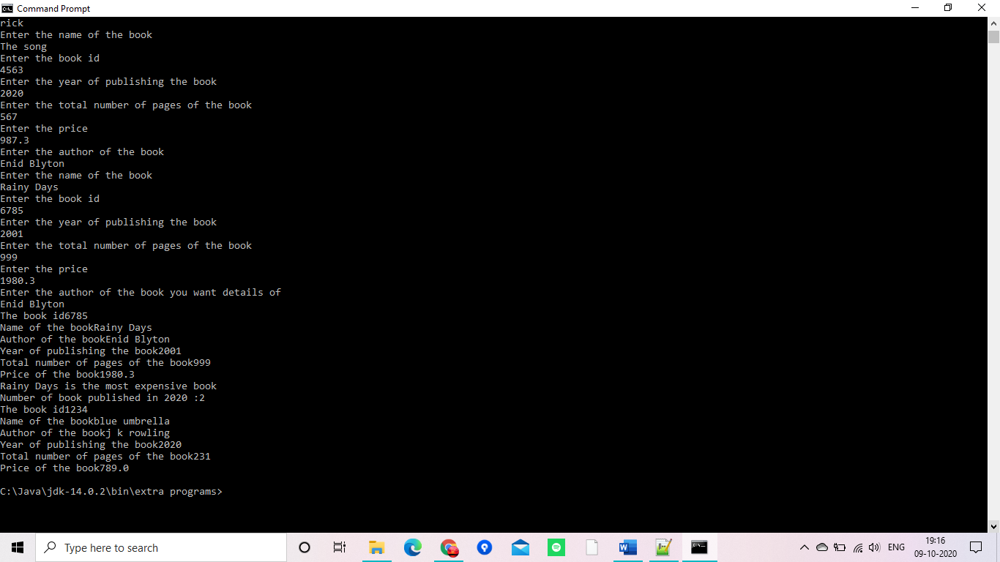 Command Prompt
rick
Enter the name of the book
The song
Enter the book id
4563
Enter the year of publishing the book
2020
Enter the total number of pages of the book
567
Enter the price
987.3
Enter the author of the book
Enid Blyton
Enter the name of the book
Rainy Days
Enter the book id
6785
Enter the year of publishing the book
2001
Enter the total number of pages of the book
999
Enter the price
1980.3
Enter the author of the book you want details of
Enid Blyton
The book id6785
Name of the bookRainy Days
Author of the bookEnid Blyton
Year of publishing the book2001
Total number of pages of the book999
Price of the book1980.3
Rainy Days is the most expensive book
Number of book published in 2020 :2
The book id1234
Name of the bookblue umbrella
Author of the bookj k rowling
Year of publishing the book2020
Total number of pages of the book231
Price of the book789.0
C:\Java\jdk-14.0.2\bin\extra programs>
Type here to search
ENG
19:16
09-10-2020